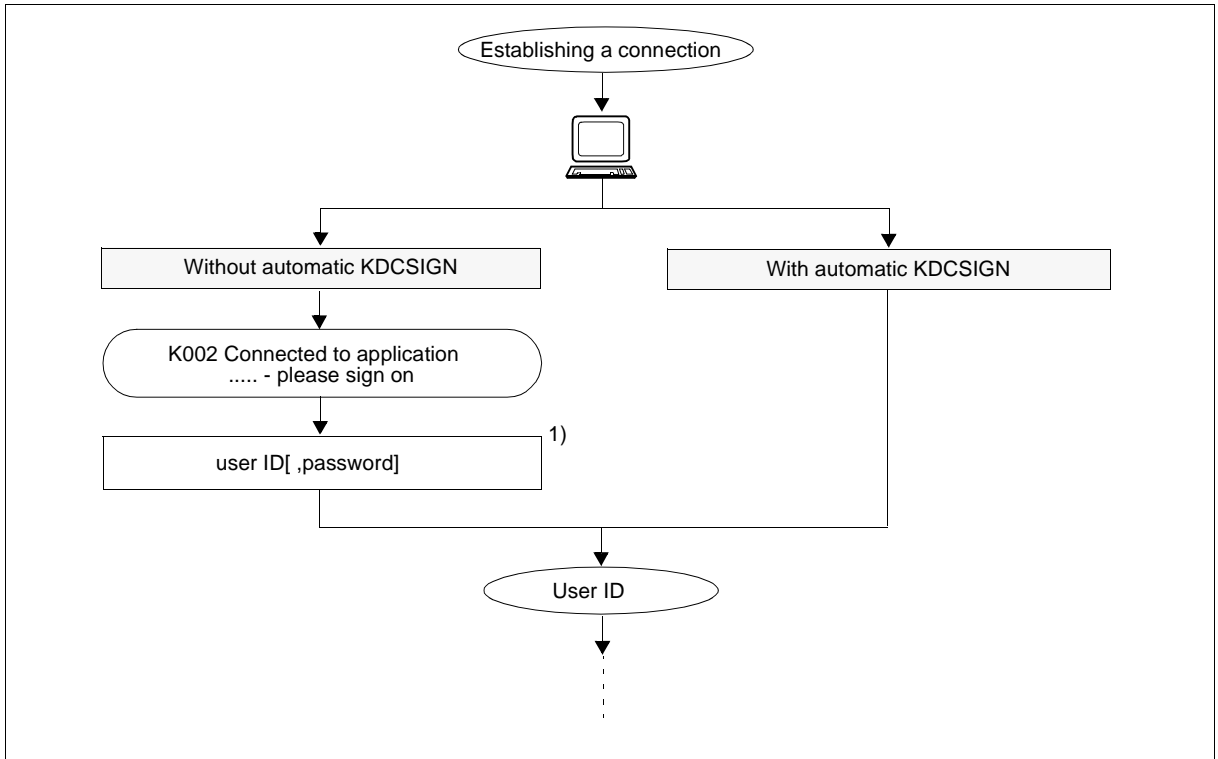 Establishing a connection
Without automatic KDCSIGN
With automatic KDCSIGN
K002 Connected to application
..... - please sign on
1)
user ID[ ,password]
User ID